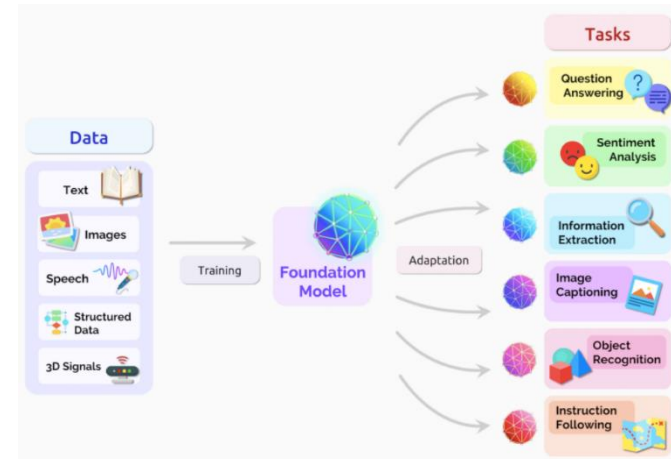 Data
Text
Images
Speech
Structured
Data
3D Signals
Training
Foundation
Model
Adaptation
Tasks
Question
Answering
?
Sentiment
Analysis
Information
Extraction
Image
Captioning
Object
Recognition
Instruction
Following